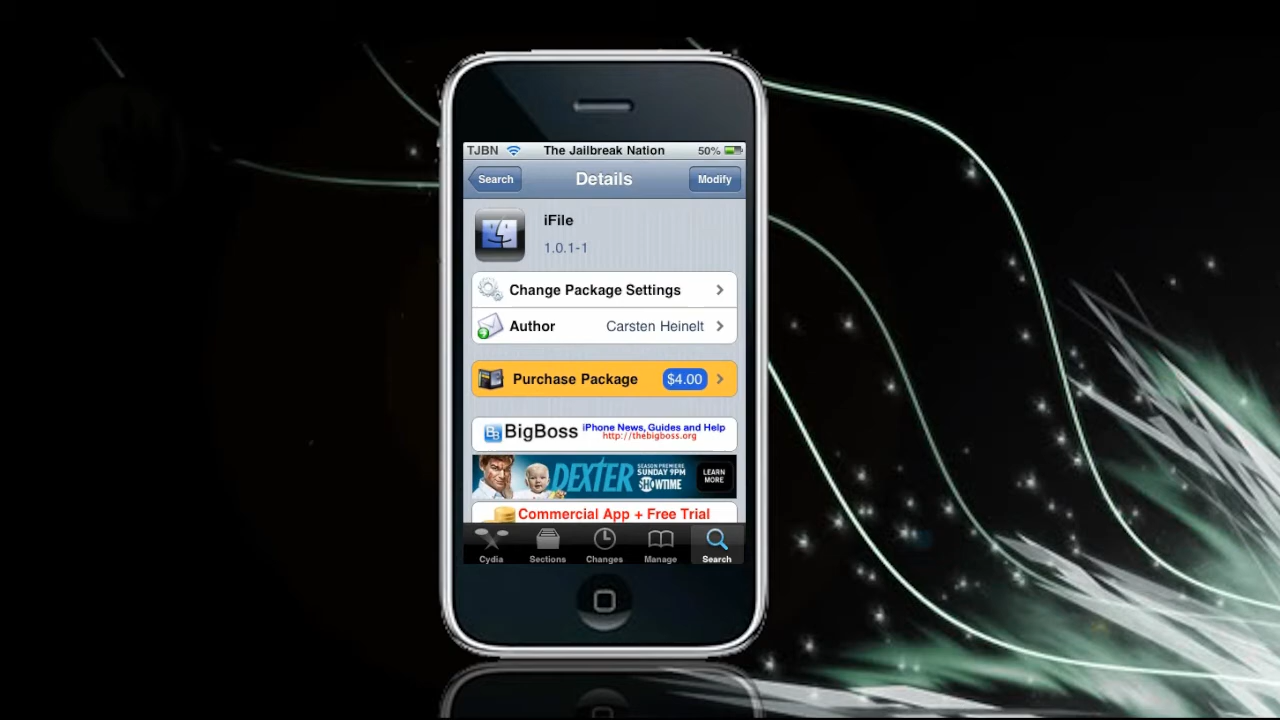 TJBN The Jailbreak Nation 50%
Search Details Modify
iFile
1.0.1-1
Change Package Settings
Author Carsten Heinelt
Purchase Package $4.00
BB BigBoss iPhone News, Guides and Help
http://thebigboss.org
DEXTER SEASON PREMIERE
SUNDAY 9PM
SHOWTIME
LEARN
MORE
Commercial App + Free Trial
Cydia Sections Changes Manage Search